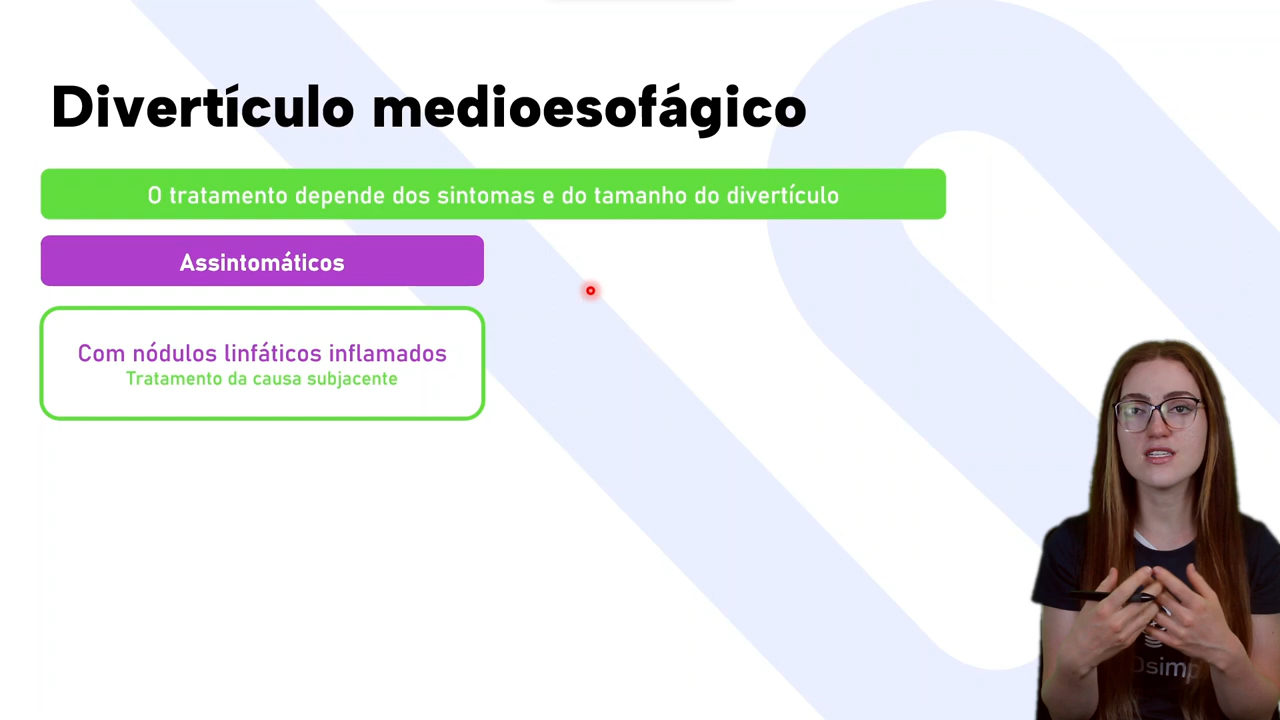 Divertículo medioesofágico
O tratamento depende dos sintomas e do tamanho do divertículo
Assintomáticos
Com nódulos linfáticos inflamados
Tratamento da causa subjacente